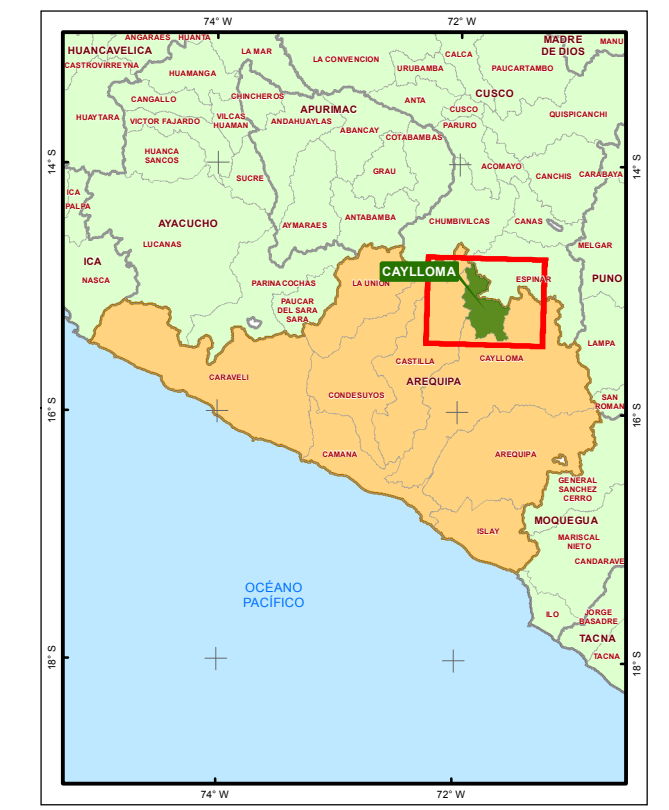 74° W
72° W
ANGARAES
HUANTA
MADRE
DE DIOS
MANU
HUANCAVELICA
LA MAR
LA CONVENCION
CALCA
CASTROVIRREYNA
HUAMANGA
URUBAMBA
PAUCARTAMBO
CANGALLO
CHINCHEROS
ANTA
CUSCO
HUAYTARA
VICTOR FAJARDO
VILCAS
HUAMAN
APURIMAC
ANDAHUAYLAS
ABANCAY
COTABAMBAS
CUSCO
PARURO
QUISPICANCHI
HUANCA
SANCOS
14° S
14° S
GRAU
ACOMAYO
CANCHIS
CARABAYA
SUCRE
ICA
PALPA
AYACUCHO
AYMARAES
ANTABAMBA
CHUMBIVILCAS
CANAS
LUCANAS
MELGAR
ICA
NASCA
PARINACOCHAS
LA UNION
CAYLLOMA
ESPINAR
PUNO
PAUCAR
DEL SARA
SARA
LAMPA
CASTILLA
CAYLLOMA
CARAVELI
AREQUIPA
CONDESUYOS
SAN
ROMAN
16° S
16° S
CAMANA
AREQUIPA
GENERAL
SANCHEZ
CERRO
MOQUEGUA
ISLAY
MARISCAL
NIETO
CANDARAVE
OCÉANO
PACÍFICO
ILO
JORGE
BASADRE
TACNA
TACNA
18° S
18° S
74° W
72° W